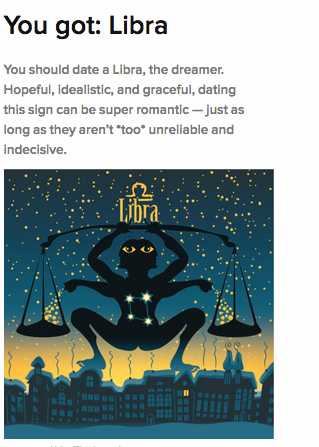 You got: Libra
You should date a Libra, the dreamer.
Hopeful, idealistic, and graceful, dating
this sign can be super romantic — just as
long as they aren't *too* unreliable and
indecisive.
Libra